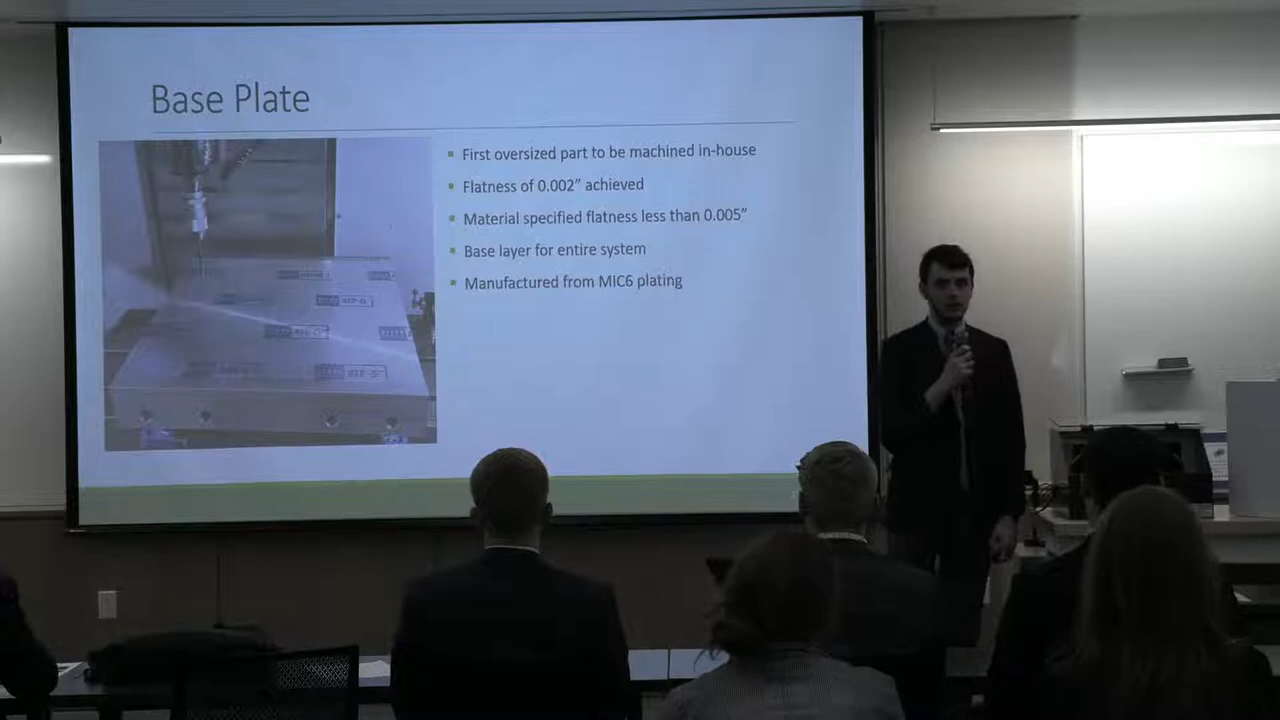 Base Plate
First oversized part to be machined in-house
Flatness of 0.002” achieved
Material specified flatness less than 0.005”
Base layer for entire system
Manufactured from MIC6 plating